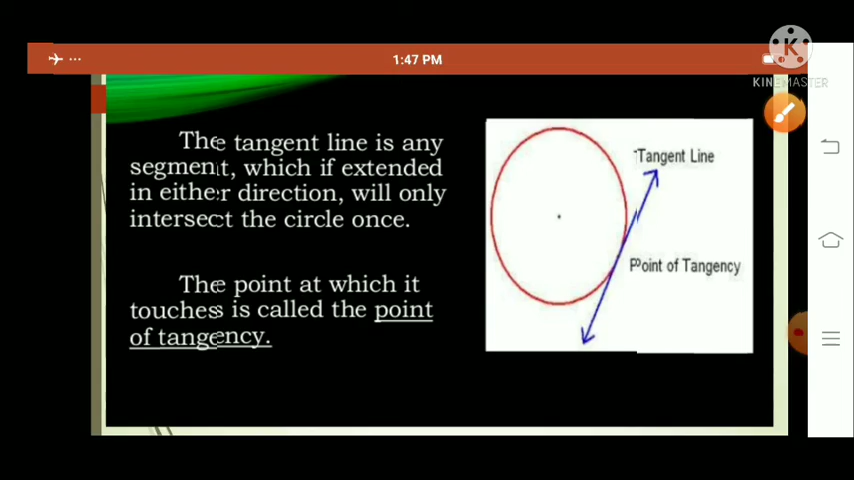 1:47 PM
KINEMASTER
The tangent line is any
segment, which if extended
in either direction, will only
intersect the circle once.
The point at which it
touches is called the point
of tangency.
Tangent Line
Point of Tangency